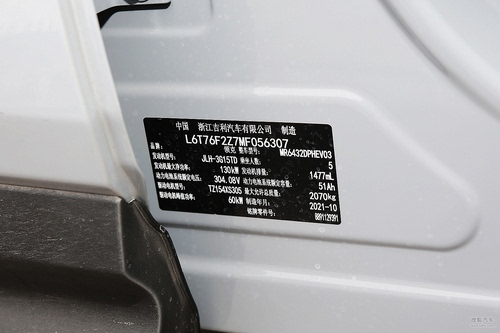 中国 浙江吉利汽车有限公司 制造
L6T76F2Z7MF056307
品牌: 领克 整车型号: MR6432DPHEV03
发动机型号: JLH-3G15TD 乘坐人数: 5
发动机最大净功率: 130kW 发动机排量: 1477mL
动力电池系统额定电压: 304.08V 动力电池系统额定容量: 51Ah
驱动电机型号: TZ154XS305 最大允许总质量: 2070kg
驱动电机峰值功率: 60kW 制造年月: 2021-10
铭牌零件号: 8891129391